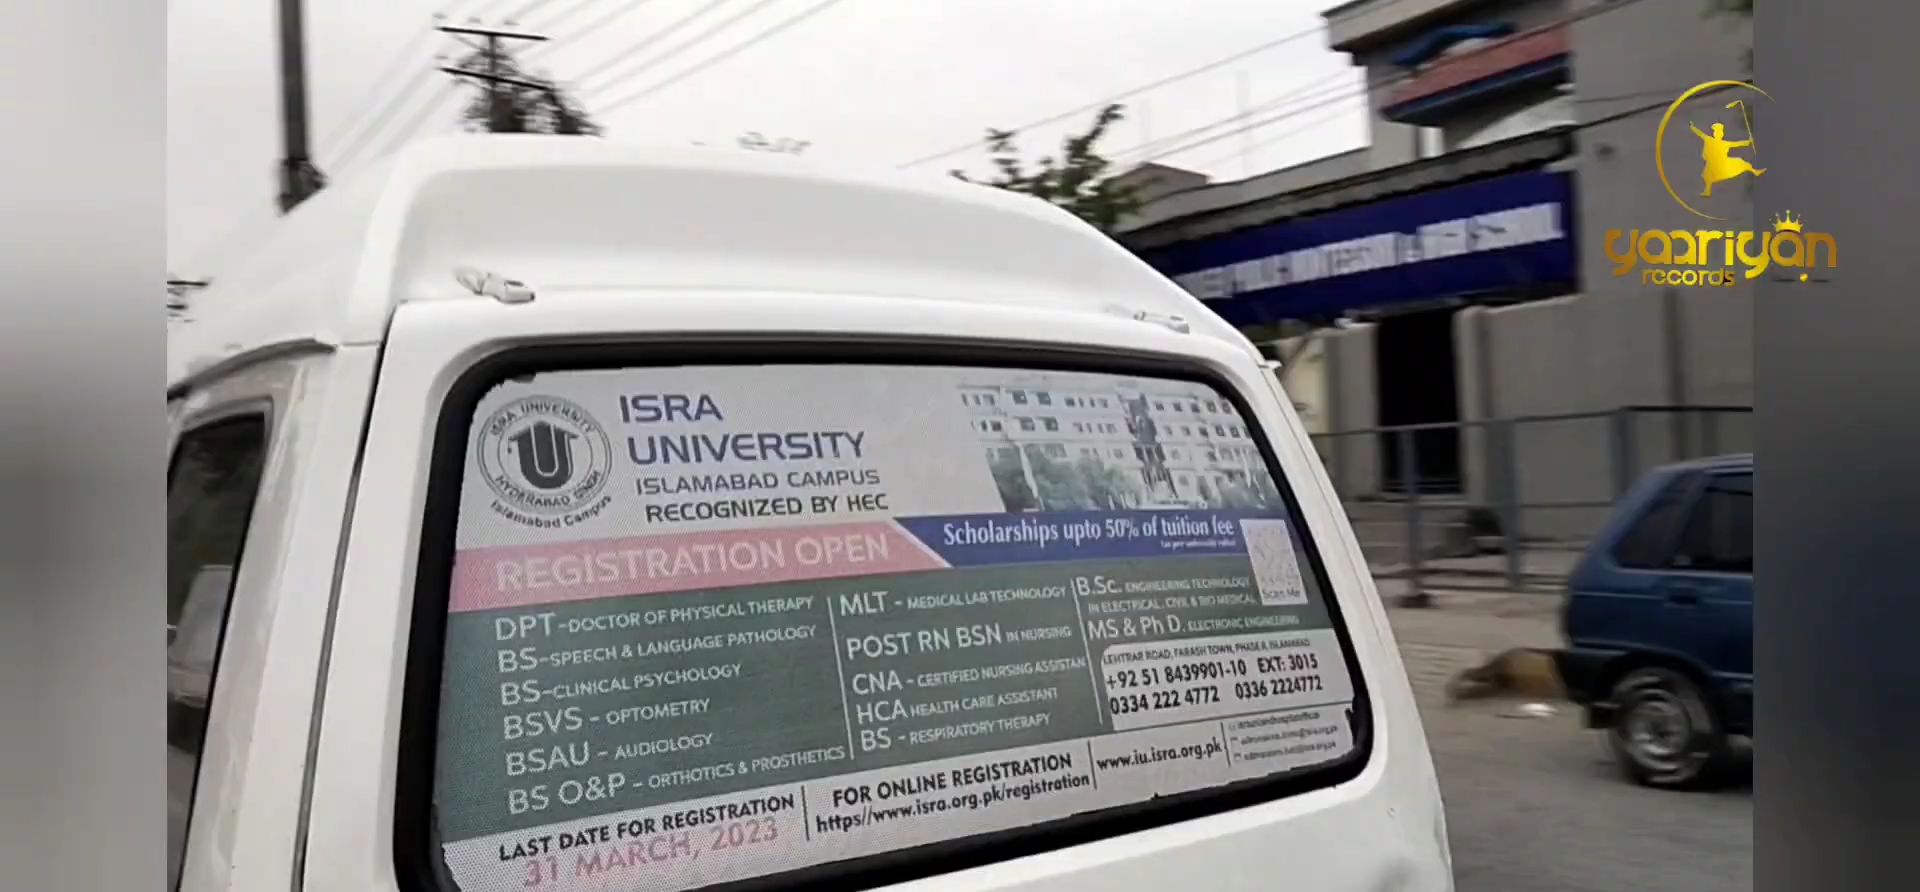 yaariyan
records
ISRA UNIVERSITY
HYDERABAD SINDH
Islamabad Campus
ISRA
UNIVERSITY
ISLAMABAD CAMPUS
RECOGNIZED BY HEC
REGISTRATION OPEN
Scholarships upto 50% of tuition fee
Scan Me
DPT-DOCTOR OF PHYSICAL THERAPY
BS-SPEECH & LANGUAGE PATHOLOGY
BS-CLINICAL PSYCHOLOGY
BSVS - OPTOMETRY
BSAU - AUDIOLOGY
BS O&P - ORTHOTICS & PROSTHETICS
MLT - MEDICAL LAB TECHNOLOGY
POST RN BSN IN NURSING
CNA - CERTIFIED NURSING ASSISTAN
HCA HEALTH CARE ASSISTANT
BS - RESPIRATORY THERAPY
B.Sc. ENGINEERING TECHNOLOGY
IN ELECTRICAL, CIVIL & BIO MEDICAL
MS & Ph D. ELECTRONIC ENGINEERING
LEHTRAR ROAD, FARASH TOWN, PHASE II, ISLAMABAD
+92 51 8439901-10 EXT: 3015
0334 222 4772 0336 2224772
LAST DATE FOR REGISTRATION
31 MARCH, 2023
FOR ONLINE REGISTRATION
https//www.isra.org.pk/registration
www.iu.isra.org.pk